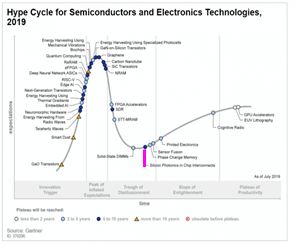 Hype Cycle for Semiconductors and Electronics Technologies,
2019
expectations
Energy Harvesting Using
Mechanical Vibrations
Biochips
Quantum Computing
ReRAM
eFPGA
Deep Neural Network ASICs
RISC-V
Edge AI
Next-Generation Transistors
Energy Harvesting Using
Thermal Gradients
Embedded AI
Neuromorphic Hardware
Energy Harvesting From
Radio Waves
Terahertz Waves
Smart Dust
GaO Transistors
Energy Harvesting Using Specialized Photocells
GaN-on-Silicon Transistors
Graphene
Carbon Nanotube
SiC Transistors
NRAM
FPGA Accelerators
SDR
STT-MRAM
Solid-State DIMMs
Printed Electronics
Sensor Fusion
Phase Change Memory
Silicon Photonics in Chip Interconnects
Cognitive Radio
GPU Accelerators
EUV Lithography
As of July 2019
Innovation
Trigger
Peak of
Inflated
Expectations
Trough of
Disillusionment
Slope of
Enlightenment
Plateau of
Productivity
time
Plateau will be reached:
less than 2 years
2 to 5 years
5 to 10 years
more than 10 years
obsolete before plateau
Source: Gartner